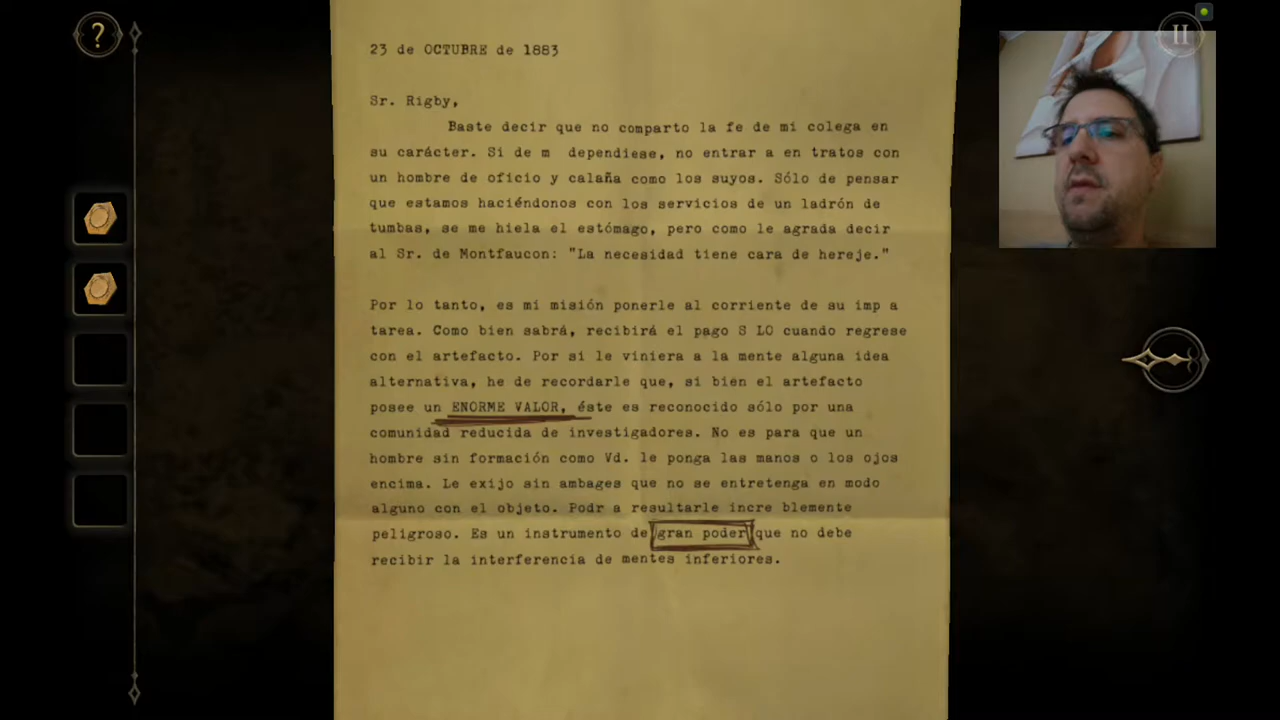 23 de OCTUBRE de 1883
Sr. Rigby,
Baste decir que no comparto la fe de mi colega en
su carácter. Si de m dependiese, no entrar a en tratos con
un hombre de oficio y calaña como los suyos. Sólo de pensar
que estamos haciéndonos con los servicios de un ladrón de
tumbas, se me hiela el estómago, pero como le agrada decir
al Sr. de Montfaucon: "La necesidad tiene cara de hereje."
Por lo tanto, es mi misión ponerle al corriente de su imp a
tarea. Como bien sabrá, recibirá el pago S LO cuando regrese
con el artefacto. Por si le viniera a la mente alguna idea
alternativa, he de recordarle que, si bien el artefacto
posee un ENORME VALOR, éste es reconocido sólo por una
comunidad reducida de investigadores. No es para que un
hombre sin formación como Vd. le ponga las manos o los ojos
encima. Le exijo sin ambages que no se entretenga en modo
alguno con el objeto. Podr a resultarle incre blemente
peligroso. Es un instrumento de gran poder que no debe
recibir la interferencia de mentes inferiores.
?